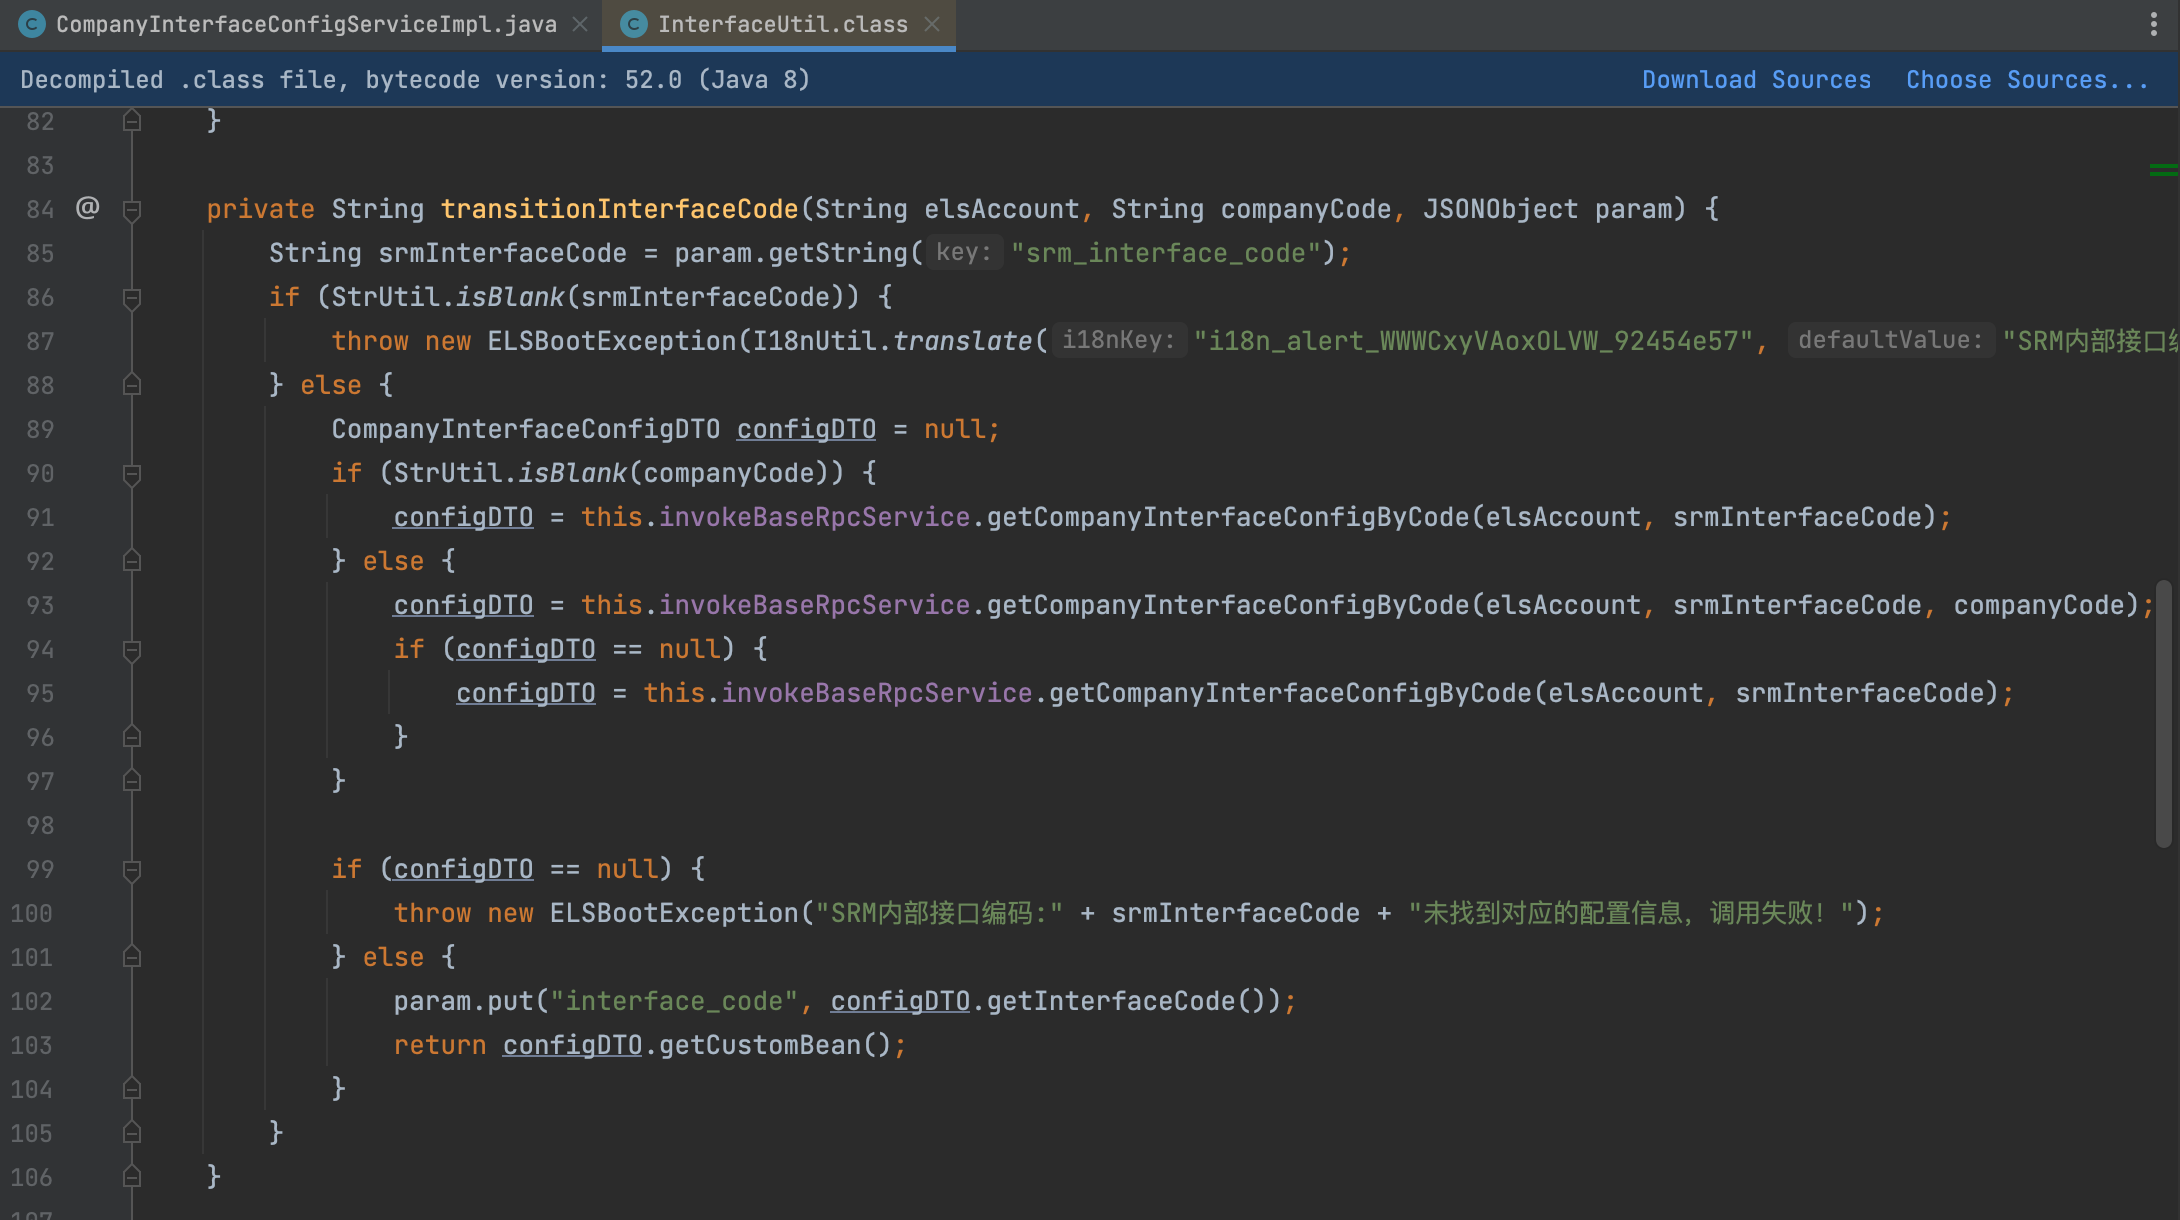 CompanyInterfaceConfigServiceImpl.java InterfaceUtil.class
Decompiled .class file, bytecode version: 52.0 (Java 8) Download Sources Choose Sources...
82 }
83
84 @ private String transitionInterfaceCode(String elsAccount, String companyCode, JSONObject param) {
85 String srmInterfaceCode = param.getString( key: "srm_interface_code");
86 if (StrUtil.isBlank(srmInterfaceCode)) {
87 throw new ELSBootException(I18nUtil.translate( i18nKey: "i18n_alert_WWWCxyVAoxOLVW_92454e57", defaultValue: "SRM内部接口编
88 } else {
89 CompanyInterfaceConfigDTO configDTO = null;
90 if (StrUtil.isBlank(companyCode)) {
91 configDTO = this.invokeBaseRpcService.getCompanyInterfaceConfigByCode(elsAccount, srmInterfaceCode);
92 } else {
93 configDTO = this.invokeBaseRpcService.getCompanyInterfaceConfigByCode(elsAccount, srmInterfaceCode, companyCode);
94 if (configDTO == null) {
95 configDTO = this.invokeBaseRpcService.getCompanyInterfaceConfigByCode(elsAccount, srmInterfaceCode);
96 }
97 }
98
99 if (configDTO == null) {
100 throw new ELSBootException("SRM内部接口编码:" + srmInterfaceCode + "未找到对应的配置信息，调用失败！");
101 } else {
102 param.put("interface_code", configDTO.getInterfaceCode());
103 return configDTO.getCustomBean();
104 }
105 }
106 }
107